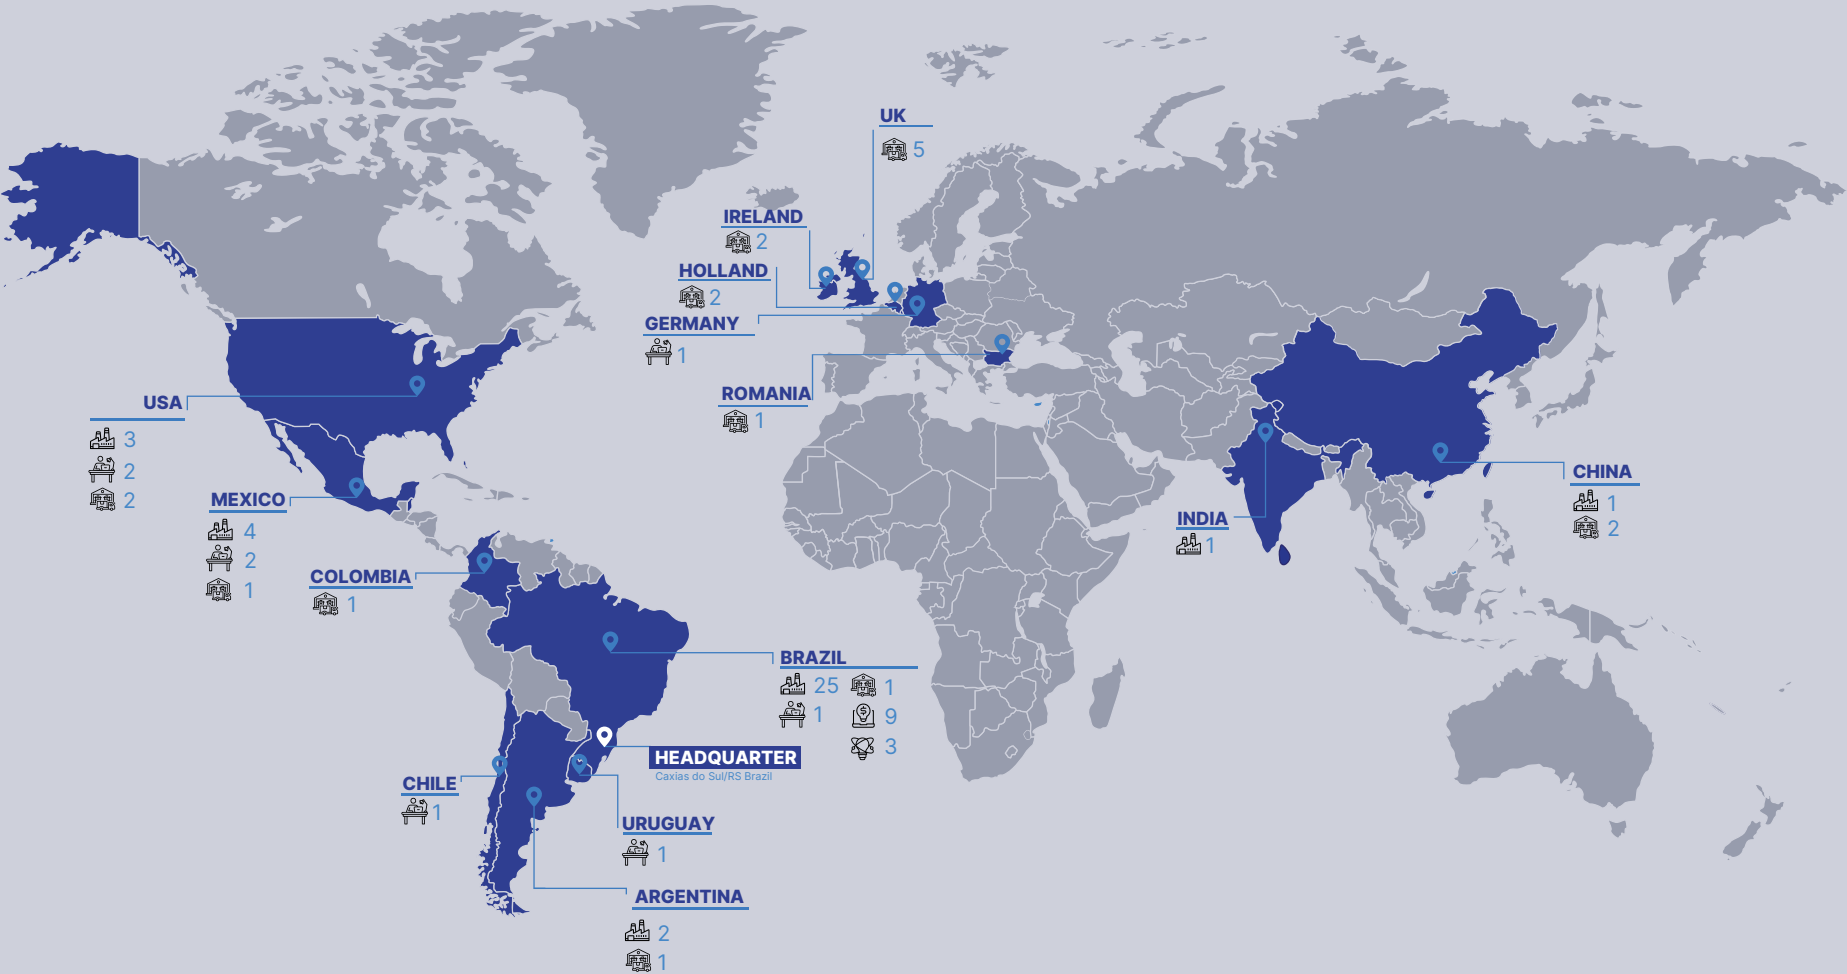 UK
5
IRELAND
2
HOLLAND
2
GERMANY
1
ROMANIA
1
USA
3
2
2
MEXICO
4
2
1
COLOMBIA
1
CHINA
1
2
INDIA
1
BRAZIL
25 1
1 9
3
HEADQUARTER
Caxias do Sul/RS Brazil
CHILE
1
URUGUAY
1
ARGENTINA
2
1